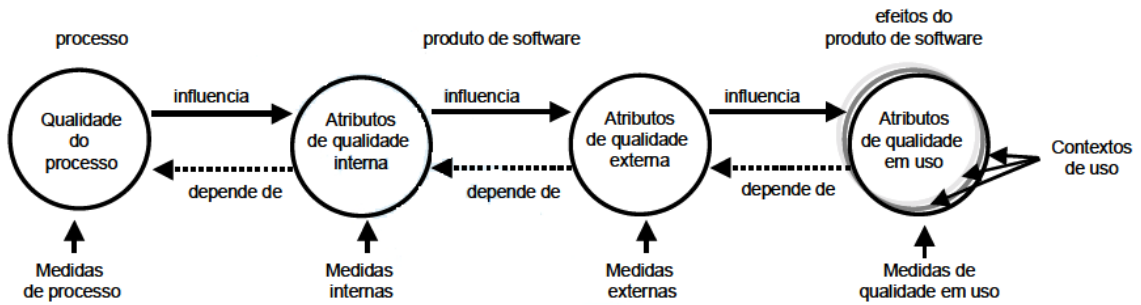 processo
produto de software
efeitos do
produto de software
influencia
influencia
influencia
Qualidade
do
processo
Atributos
de qualidade
interna
Atributos
de qualidade
externa
Atributos
de qualidade
em uso
Contextos
de uso
depende de
depende de
depende de
Medidas
de processo
Medidas
internas
Medidas
externas
Medidas de
qualidade em uso